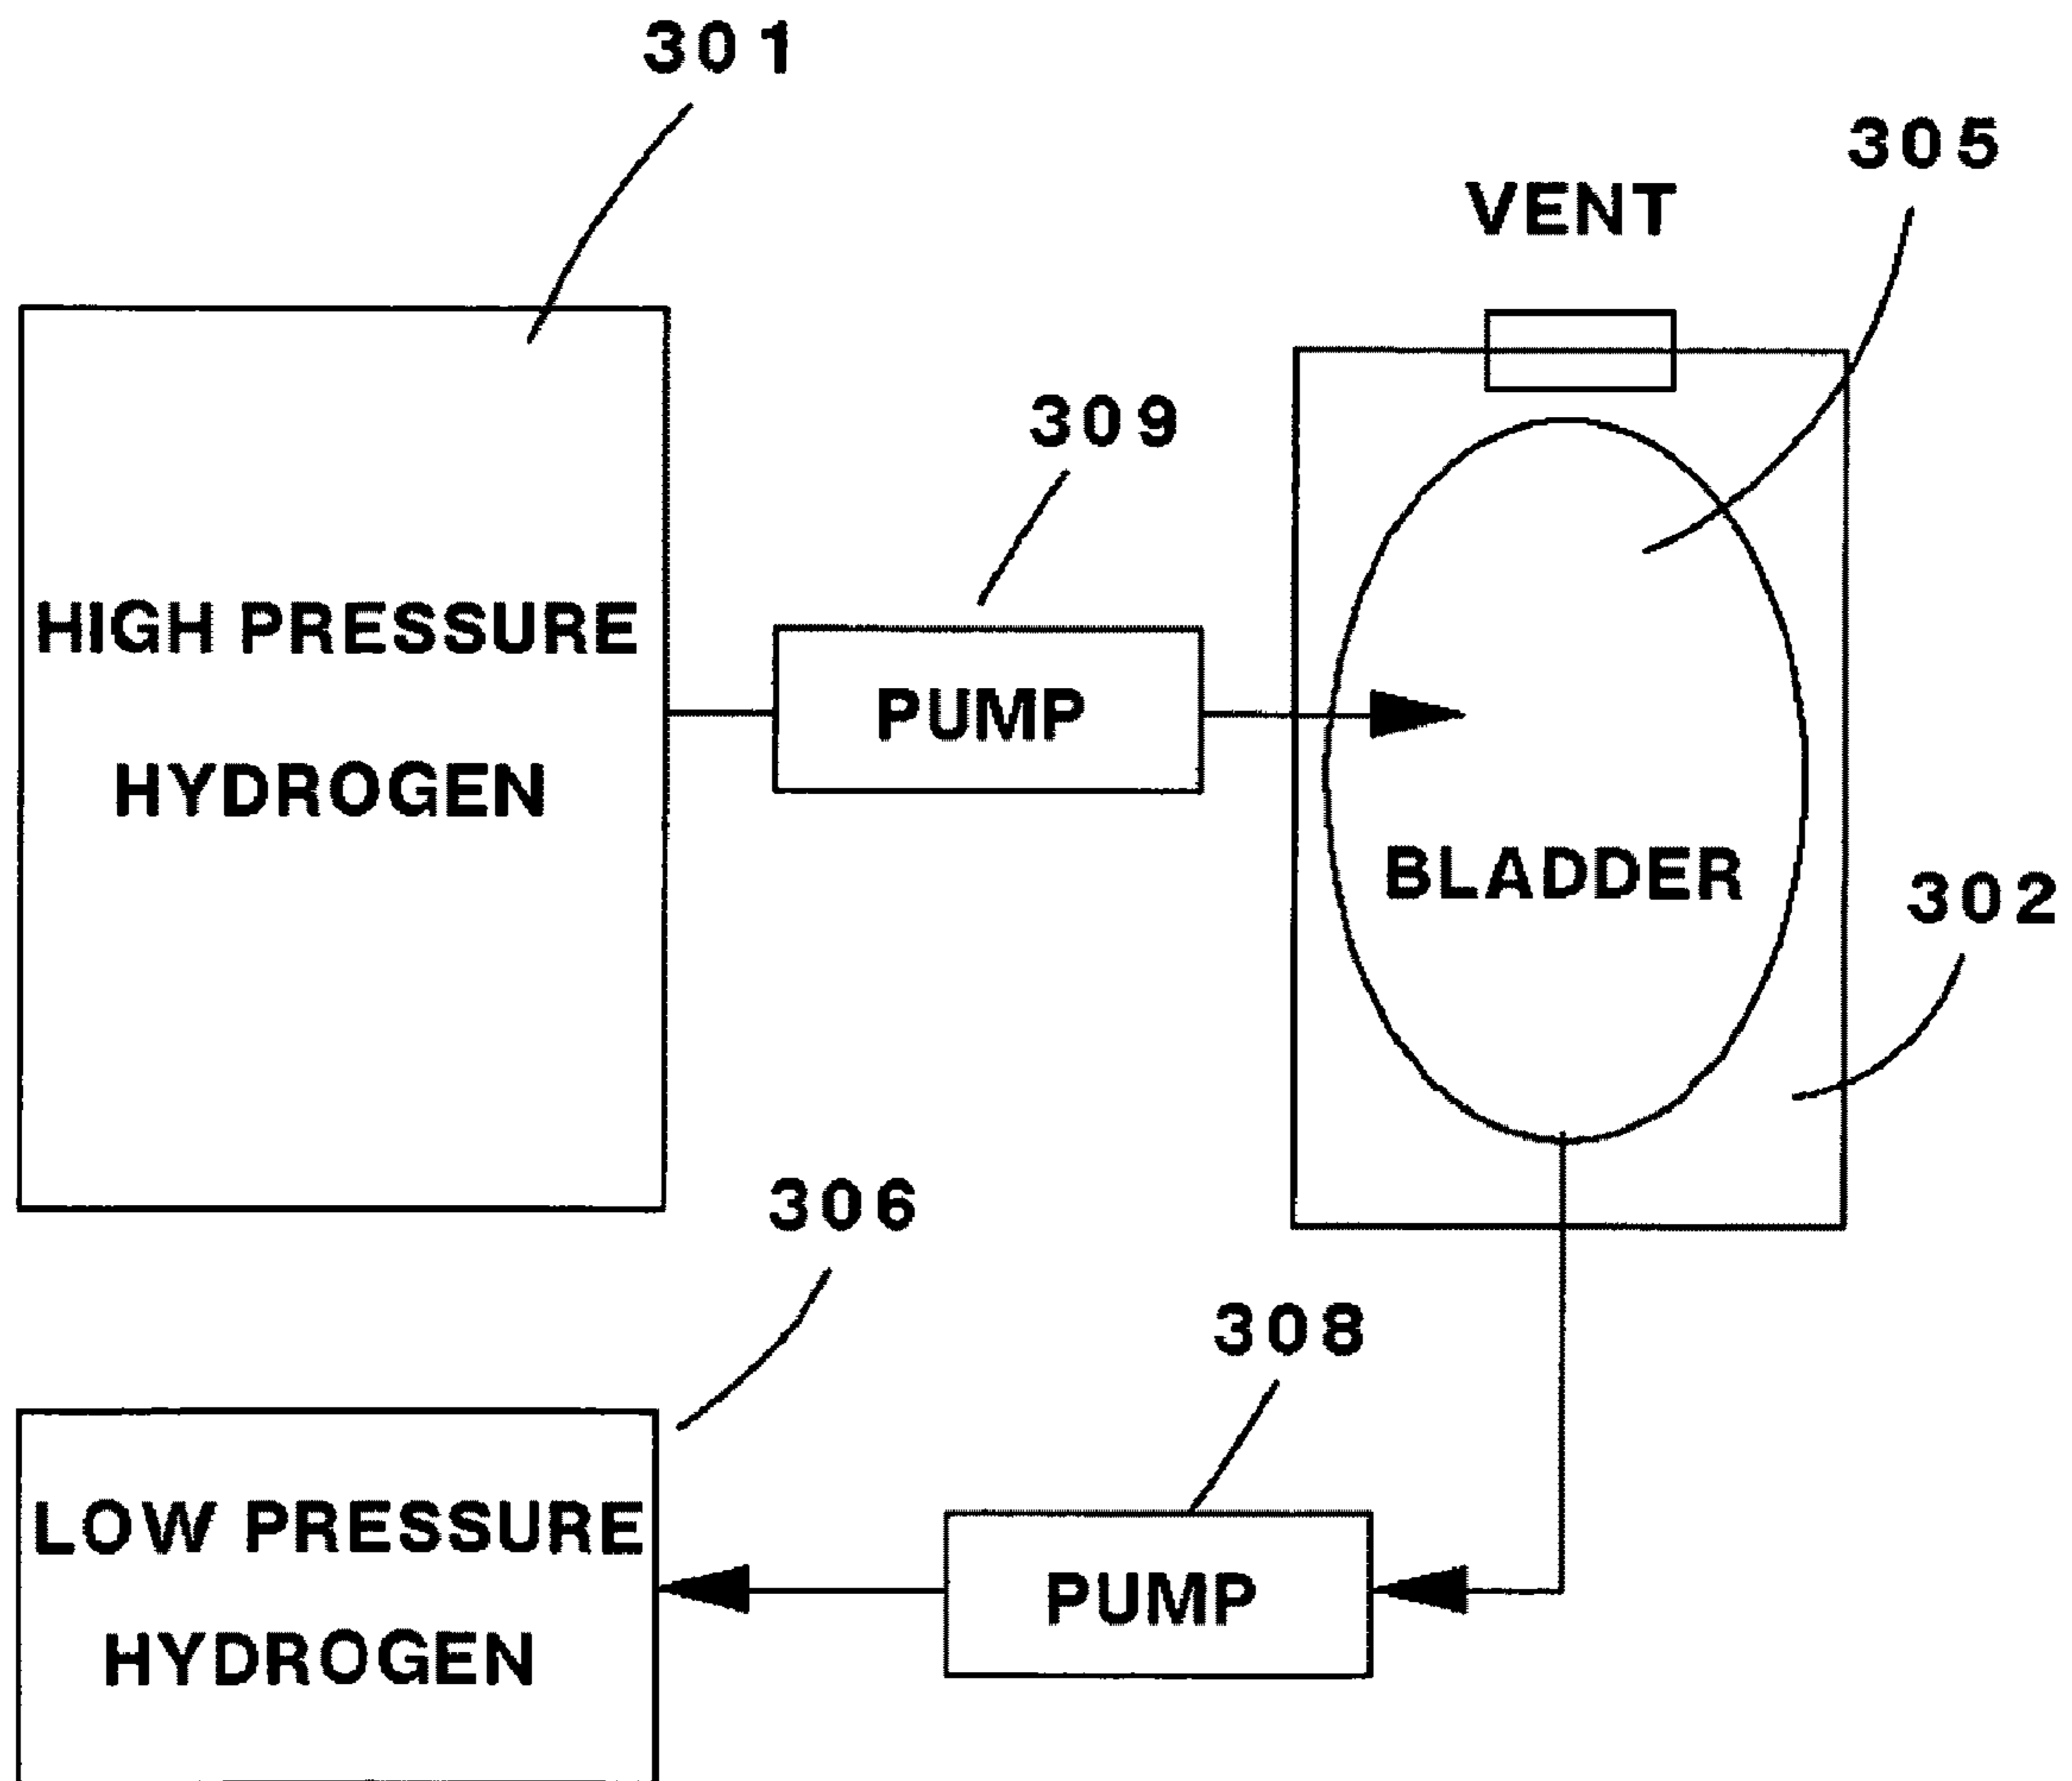 301
305
VENT
309
HIGH PRESSURE
PUMP
HYDROGEN
BLADDER
302
306
308
LOW PRESSURE
PUMP
HYDROGEN